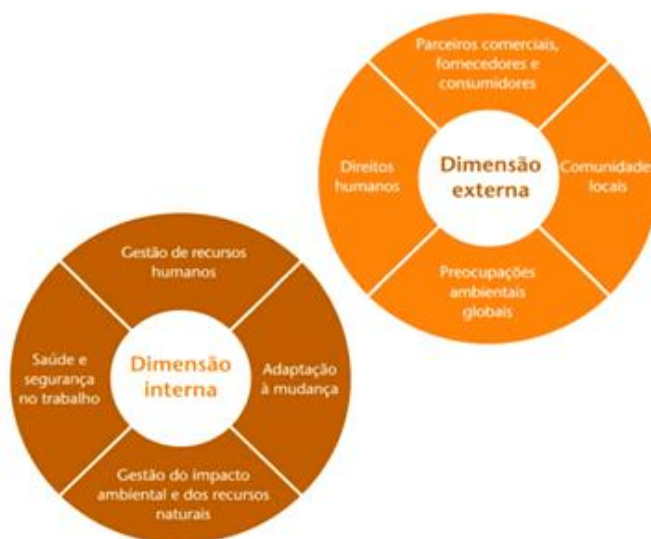 Parceiros comerciais,
fornecedores e
consumidores
Direitos
humanos
Dimensão
externa
Comunidades
locais
Preocupações
ambientais
globais
Gestão de recursos
humanos
Saúde e
segurança
no trabalho
Dimensão
interna
Adaptação
à mudança
Gestão do impacto
ambiental e dos recursos
naturais